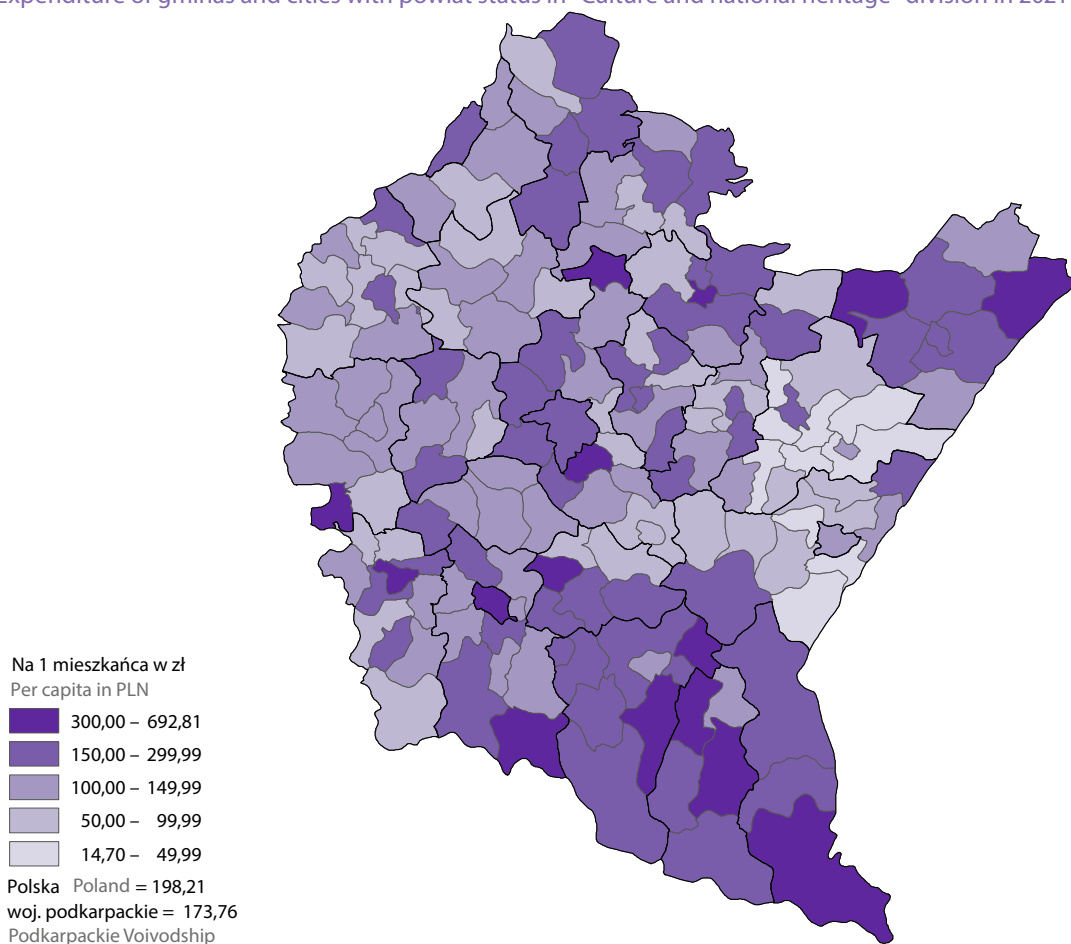 Expenditure of gminas and cities with powiat status in "Culture and national heritage" division in 2021
Na 1 mieszkańca w zł
Per capita in PLN
300,00 – 692,81
150,00 – 299,99
100,00 – 149,99
50,00 – 99,99
14,70 – 49,99
Polska Poland = 198,21
woj. podkarpackie = 173,76
Podkarpackie Voivodship